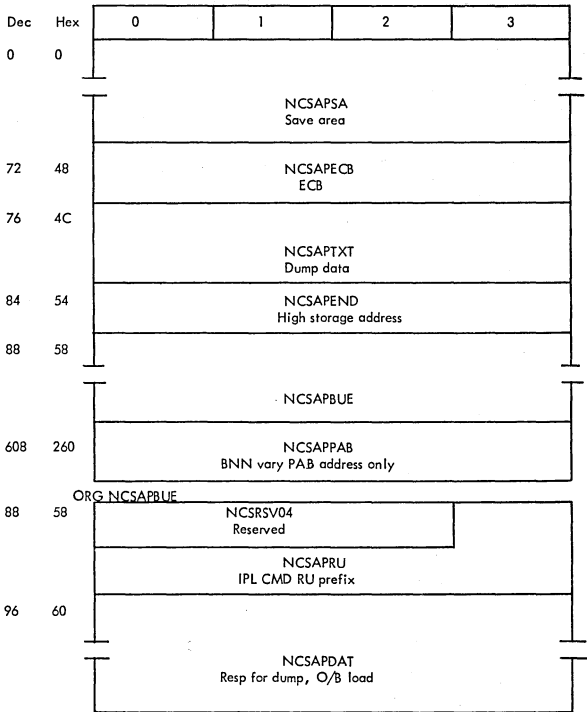 Dec Hex 0 1 2 3
0 0
NCSAPSA
Save area
72 48 NCSAPECB
ECB
76 4C
NCSAPTXT
Dump data
84 54 NCSAPEND
High storage address
88 58
NCSAPBUE
608 260 NCSAPPAB
BNN vary PAB address only
ORG NCSAPBUE
88 58 NCSRSV04
Reserved
NCSAPRU
IPL CMD RU prefix
96 60
NCSAPDAT
Resp for dump, O/B load